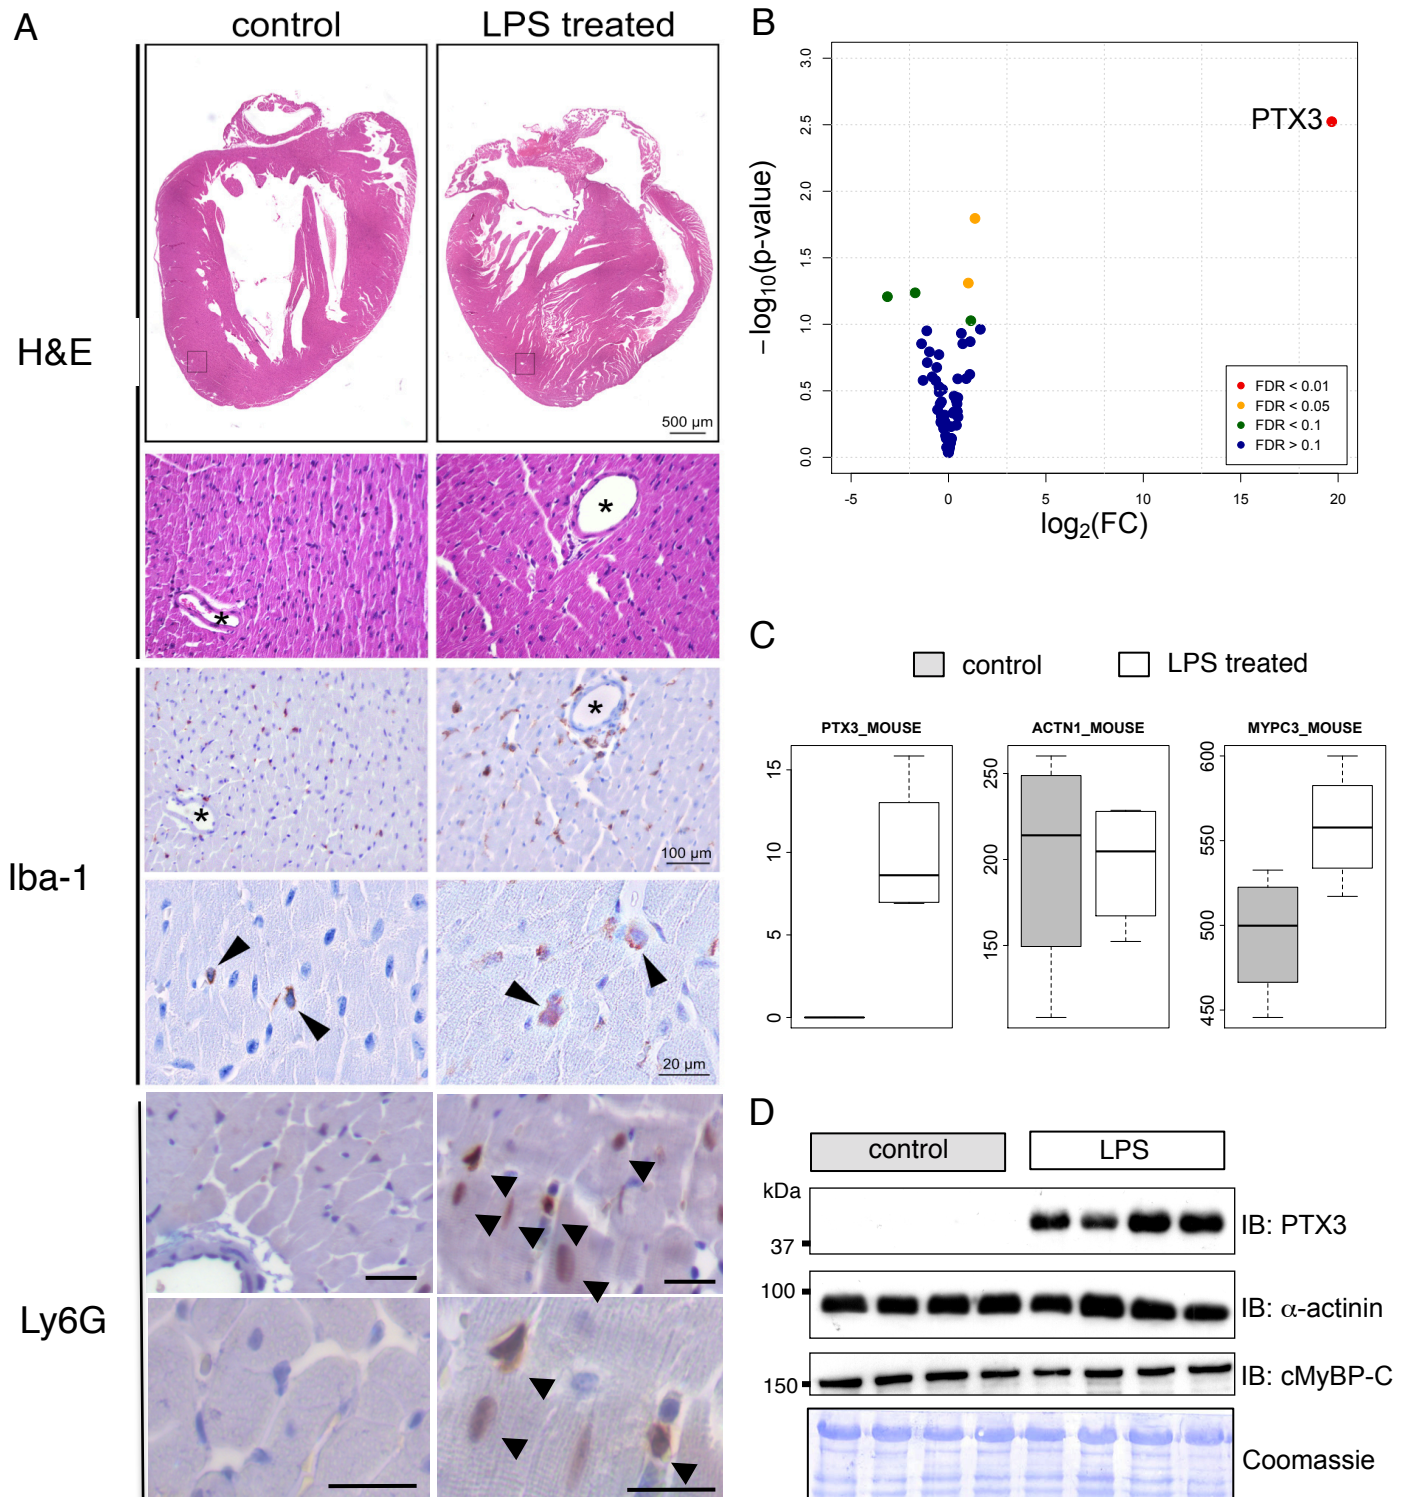 A
control
LPS treated
H&E
500 µm
*
*
Iba-1
*
*
100 µm
20 µm
Ly6G
B
PTX3
3.0
2.5
2.0
1.5
1.0
0.5
0.0
−log10(p-value)
FDR < 0.01
FDR < 0.05
FDR < 0.1
FDR > 0.1
-5 0 5 10 15 20
log2(FC)
C
control
LPS treated
PTX3_MOUSE
15
10
5
0
ACTN1_MOUSE
250
200
150
MYPC3_MOUSE
600
550
500
450
D
control
LPS
kDa
37
IB: PTX3
100
IB: α-actinin
150
IB: cMyBP-C
Coomassie